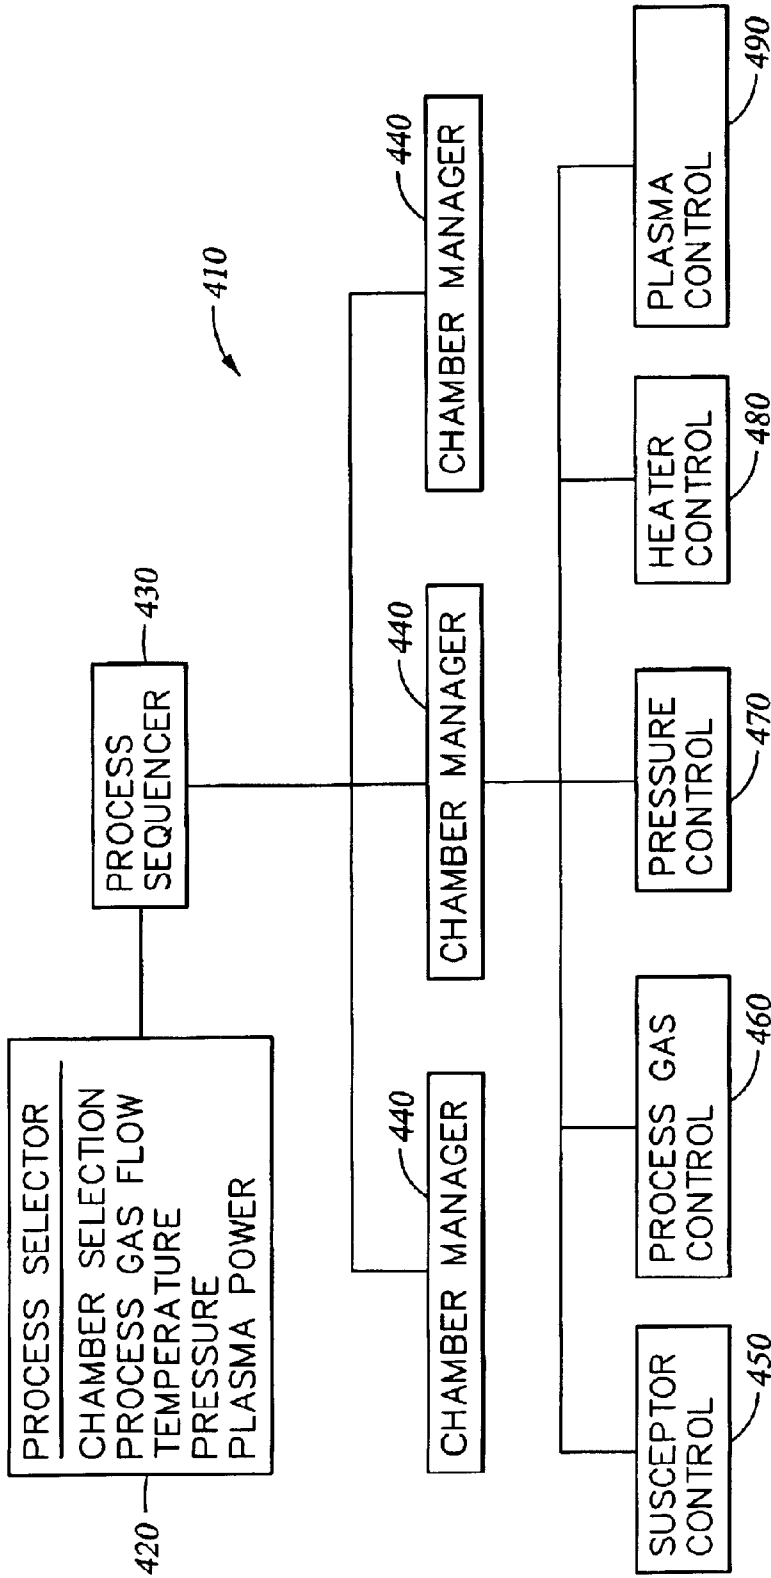 PROCESS SELECTOR
CHAMBER SELECTION
PROCESS GAS FLOW
TEMPERATURE
PRESSURE
PLASMA POWER
420
PROCESS
SEQUENCER
430
410
CHAMBER MANAGER
440
CHAMBER MANAGER
440
CHAMBER MANAGER
440
SUSCEPTOR
CONTROL
450
PROCESS GAS
CONTROL
460
PRESSURE
CONTROL
470
HEATER
CONTROL
480
PLASMA
CONTROL
490